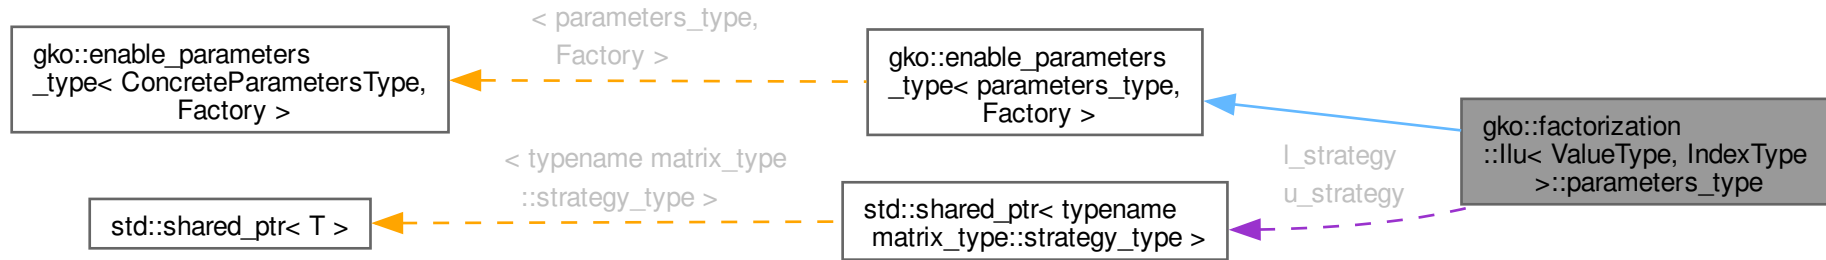 < parameters_type,
Factory >
gko::enable_parameters
_type< ConcreteParametersType,
Factory >
gko::enable_parameters
_type< parameters_type,
Factory >
gko::factorization
::Ilu< ValueType, IndexType
>::parameters_type
< typename matrix_type
::strategy_type >
l_strategy
u_strategy
std::shared_ptr< T >
std::shared_ptr< typename
matrix_type::strategy_type >